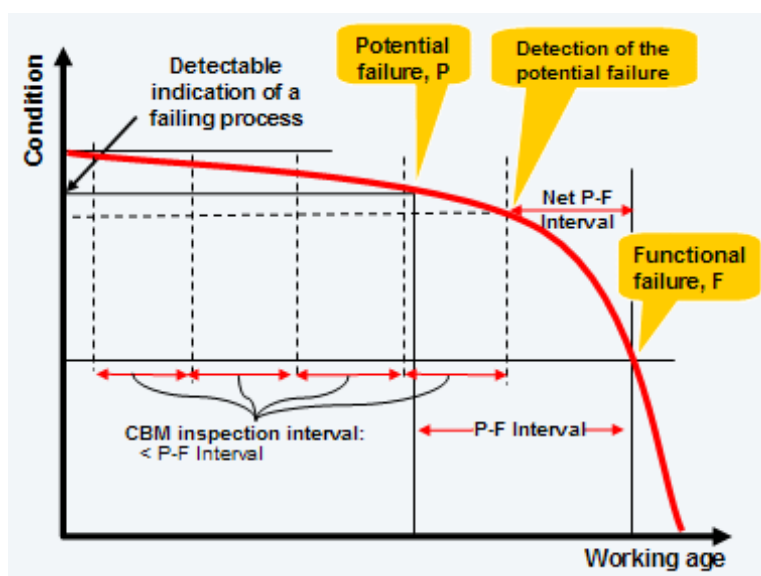 Condition
Detectable
indication of a
failing process
Potential
failure, P
Detection of the
potential failure
Net P-F
Interval
Functional
failure, F
CBM inspection interval:
< P-F Interval
P-F Interval
Working age